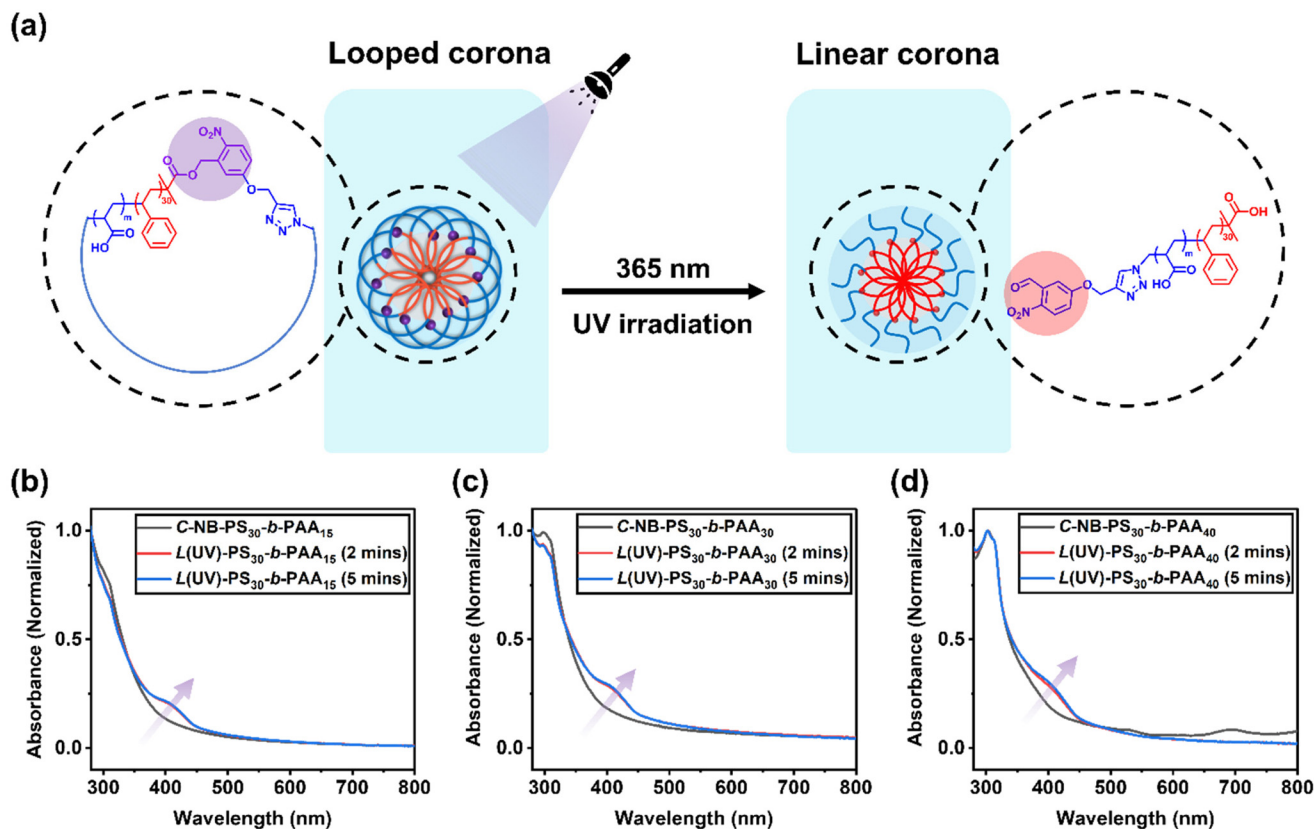 (a)
Looped corona
Linear corona
365 nm
UV irradiation
O₂N
O
O
O
m
30
HO
O
N
N
N
O
OH
30
m
N
N
N
HO
O
O
O
O₂N
(b)
C-NB-PS₃₀-b-PAA₁₅
L(UV)-PS₃₀-b-PAA₁₅ (2 mins)
L(UV)-PS₃₀-b-PAA₁₅ (5 mins)
Absorbance (Normalized)
1.0
0.5
0.0
300 400 500 600 700 800
Wavelength (nm)
(c)
C-NB-PS₃₀-b-PAA₃₀
L(UV)-PS₃₀-b-PAA₃₀ (2 mins)
L(UV)-PS₃₀-b-PAA₃₀ (5 mins)
Absorbance (Normalized)
1.0
0.5
0.0
300 400 500 600 700 800
Wavelength (nm)
(d)
C-NB-PS₃₀-b-PAA₄₀
L(UV)-PS₃₀-b-PAA₄₀ (2 mins)
L(UV)-PS₃₀-b-PAA₄₀ (5 mins)
Absorbance (Normalized)
1.0
0.5
0.0
300 400 500 600 700 800
Wavelength (nm)